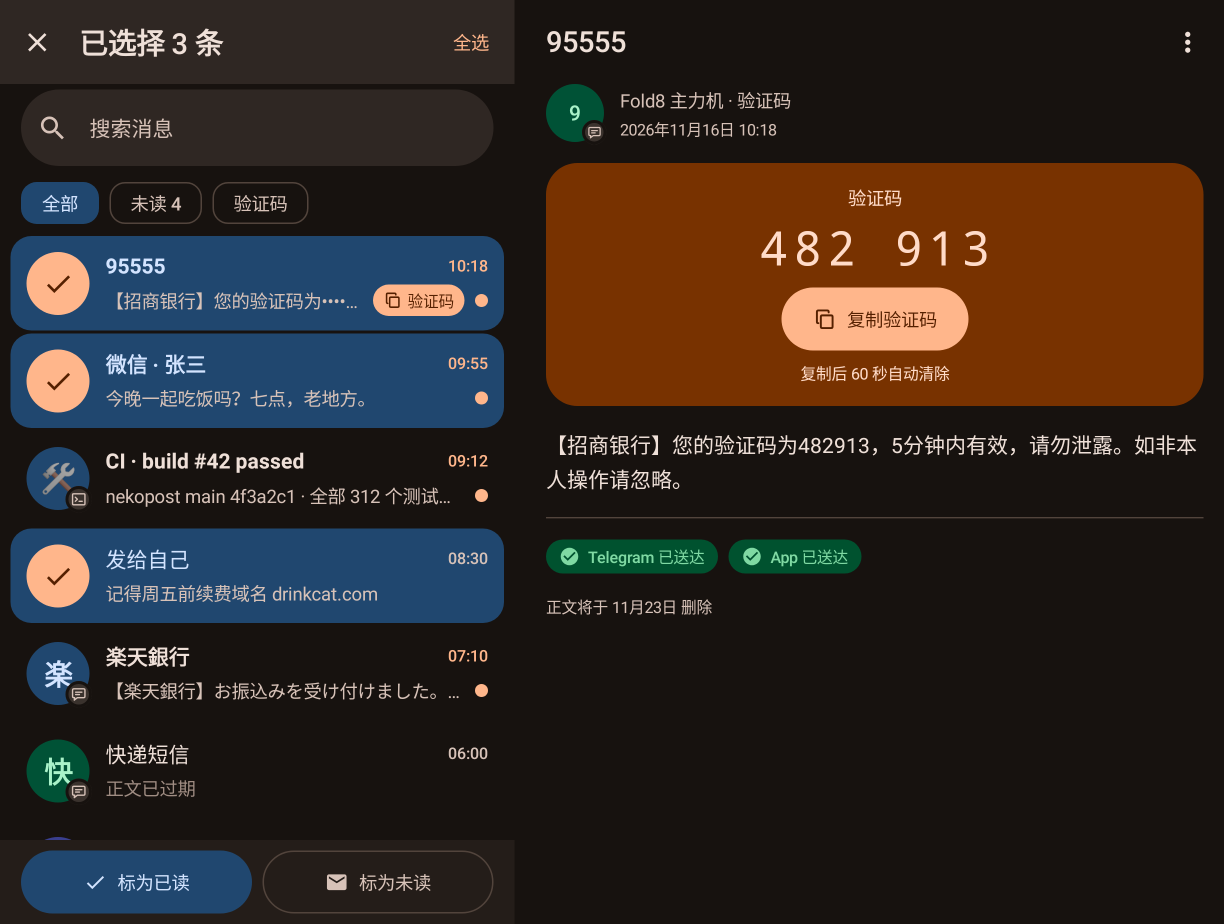 已选择 3 条
全选
搜索消息
全部
未读 4
验证码
95555
10:18
【招商银行】您的验证码为••••…
验证码
微信 · 张三
09:55
今晚一起吃饭吗？七点，老地方。
CI · build #42 passed
09:12
nekopost main 4f3a2c1 · 全部 312 个测试…
发给自己
08:30
记得周五前续费域名 drinkcat.com
楽
楽天銀行
07:10
【楽天銀行】お振込みを受け付けました。…
快
快递短信
06:00
正文已过期
标为已读
标为未读
95555
9
Fold8 主力机 · 验证码
2026年11月16日 10:18
验证码
482 913
复制验证码
复制后 60 秒自动清除
【招商银行】您的验证码为482913，5分钟内有效，请勿泄露。如非本
人操作请忽略。
Telegram 已送达
App 已送达
正文将于 11月23日 删除